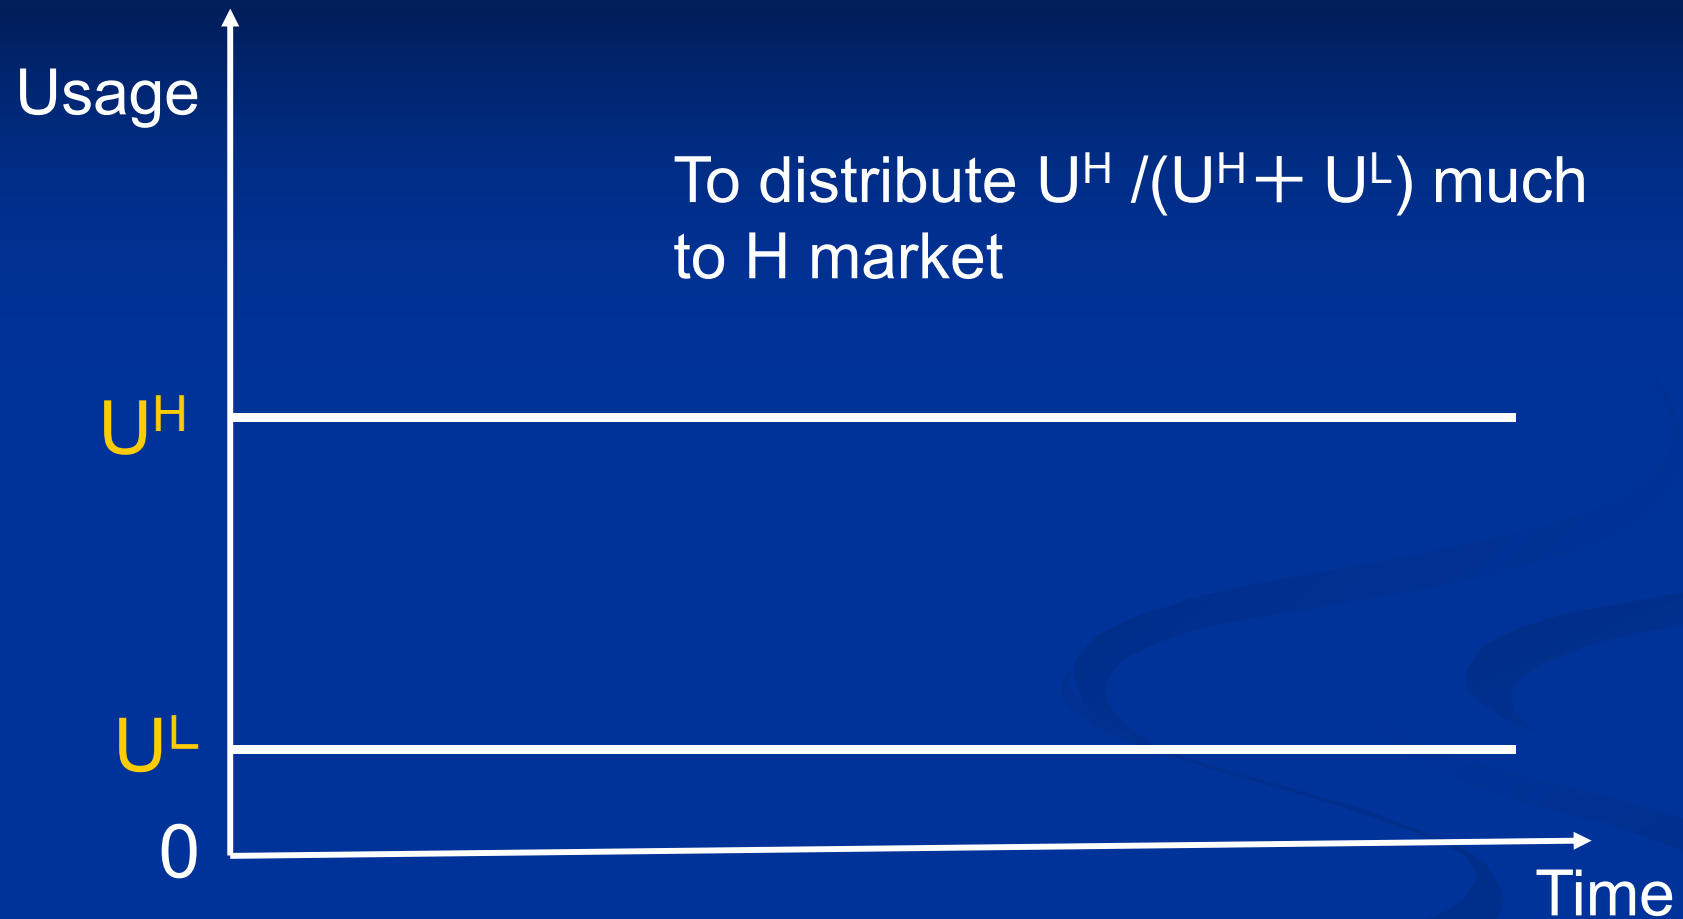 Usage
To distribute Uᴴ /(Uᴴ＋ Uᴸ) much
to H market
Uᴴ
Uᴸ
0
Time